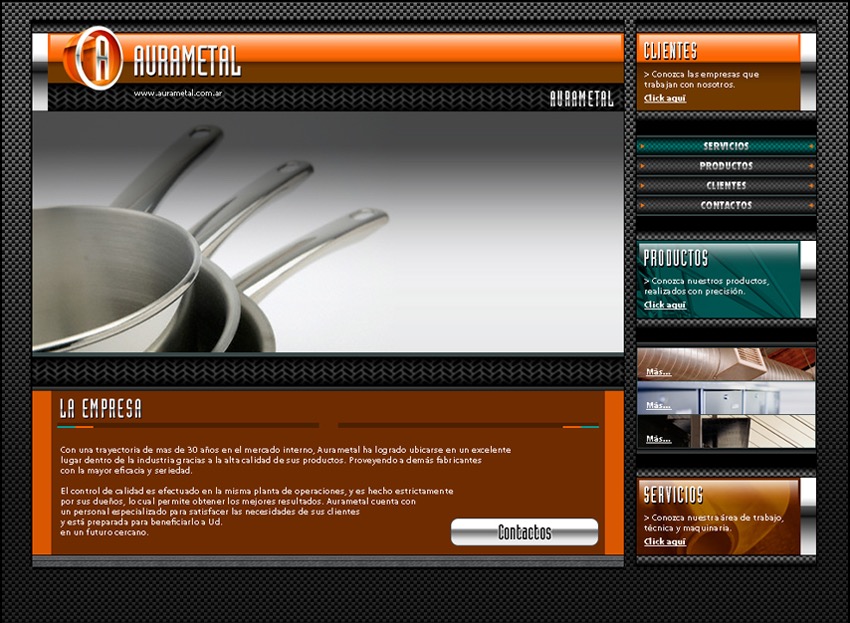 AURAMETAL
www.aurametal.com.ar
AURAMETAL
LA EMPRESA
Con una trayectoria de mas de 30 años en el mercado interno, Aurametal ha logrado ubicarse en un excelente
lugar dentro de la industria gracias a la alta calidad de sus productos. Proveyendo a demás fabricantes
con la mayor eficacia y seriedad.
El control de calidad es efectuado en la misma planta de operaciones, y es hecho estrictamente
por sus dueños, lo cual permite obtener los mejores resultados. Aurametal cuenta con
un personal especializado para satisfacer las necesidades de sus clientes
y está preparada para beneficiarlo a Ud.
en un futuro cercano.
Contactos
CLIENTES
> Conozca las empresas que
trabajan con nosotros.
Click aquí
SERVICIOS
PRODUCTOS
CLIENTES
CONTACTOS
PRODUCTOS
> Conozca nuestros productos,
realizados con precisión.
Click aquí
Más...
Más...
Más...
SERVICIOS
> Conozca nuestra área de trabajo,
técnica y maquinaria.
Click aquí